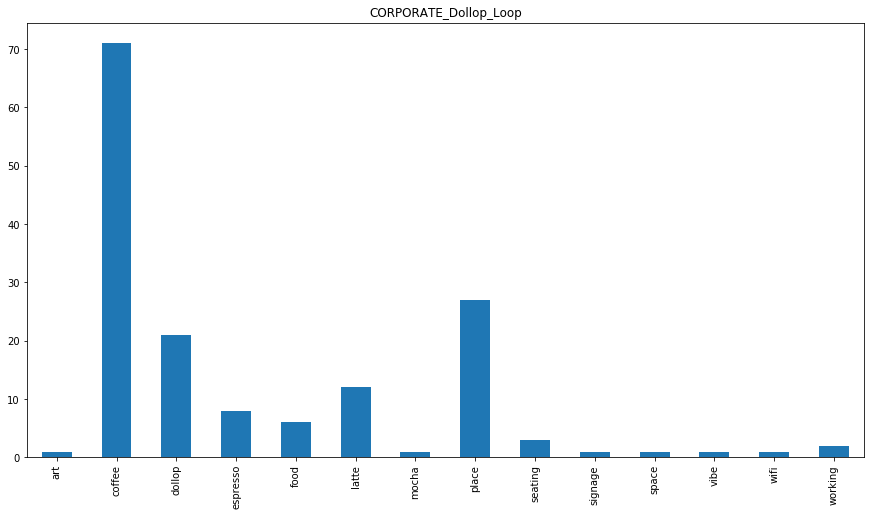 CORPORATE_Dollop_Loop
70
60
50
40
30
20
10
0
art
coffee
dollop
espresso
food
latte
mocha
place
seating
signage
space
vibe
wifi
working